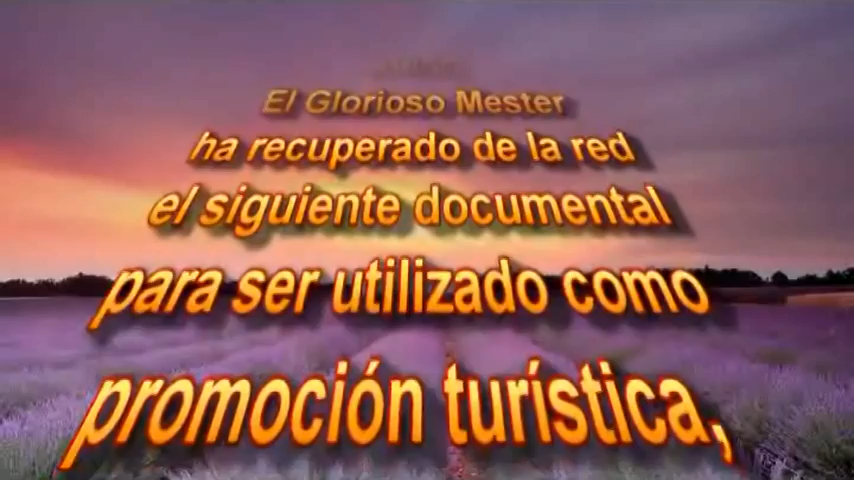 El Glorioso Mester
ha recuperado de la red
el siguiente documental
para ser utilizado como
promoción turística,